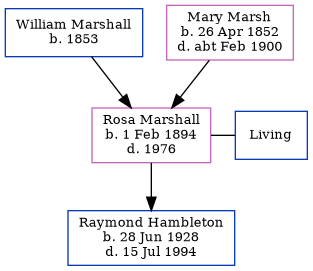 William Marshall
b. 1853
Mary Marsh
b. 26 Apr 1852
d. abt Feb 1900
Rosa Marshall
b. 1 Feb 1894
d. 1976
Living
Raymond Hambleton
b. 28 Jun 1928
d. 15 Jul 1994